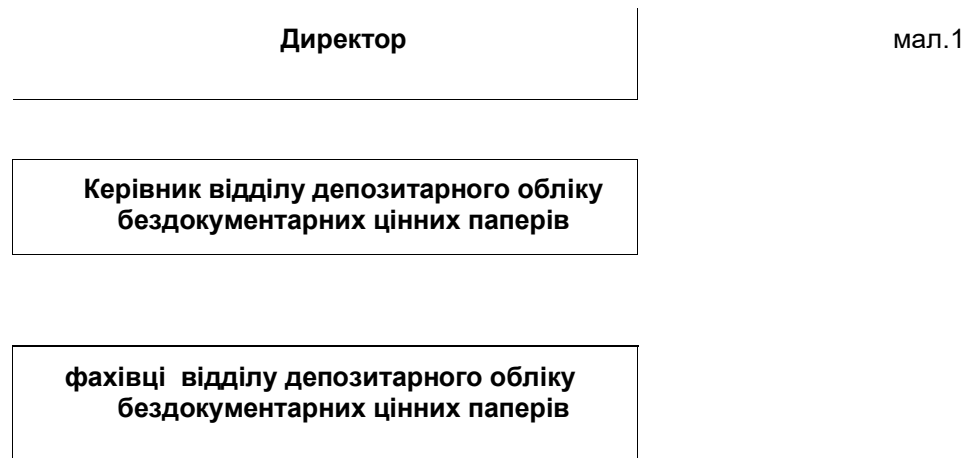 Директор мал.1
Керівник відділу депозитарного обліку
бездокументарних цінних паперів
фахівці відділу депозитарного обліку
бездокументарних цінних паперів